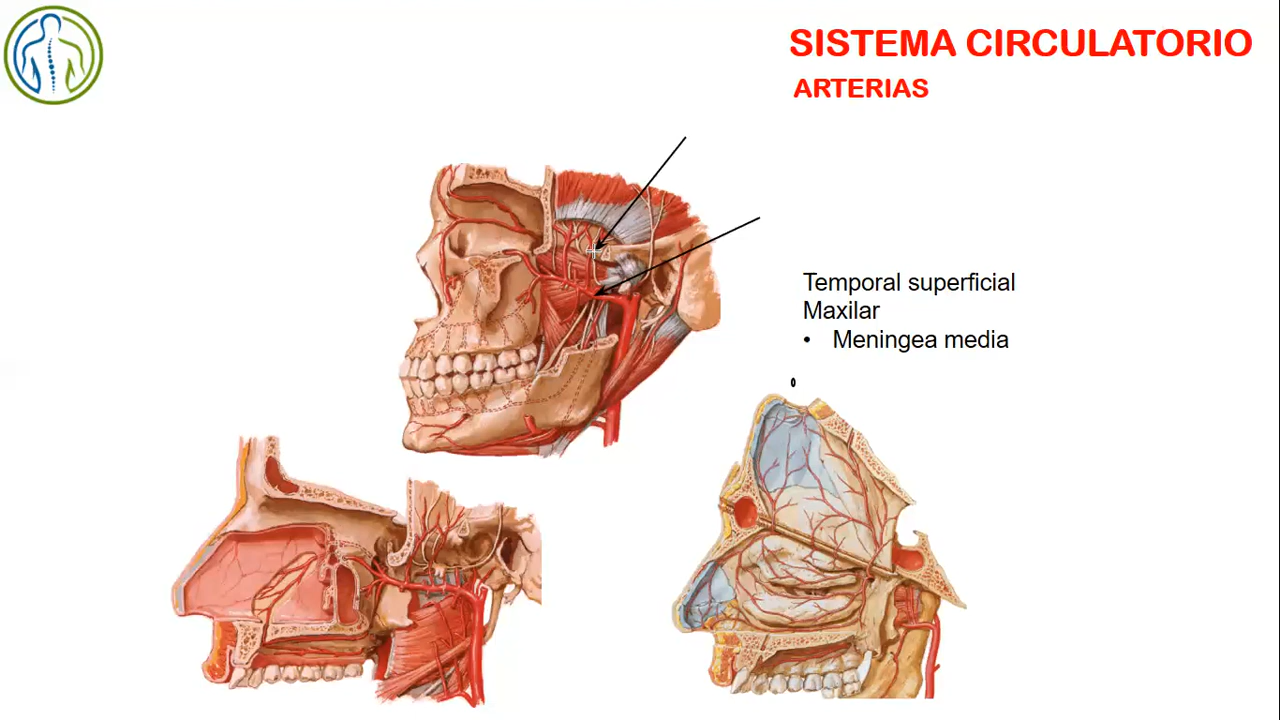 SISTEMA CIRCULATORIO
ARTERIAS
Temporal superficial
Maxilar
• Meningea media